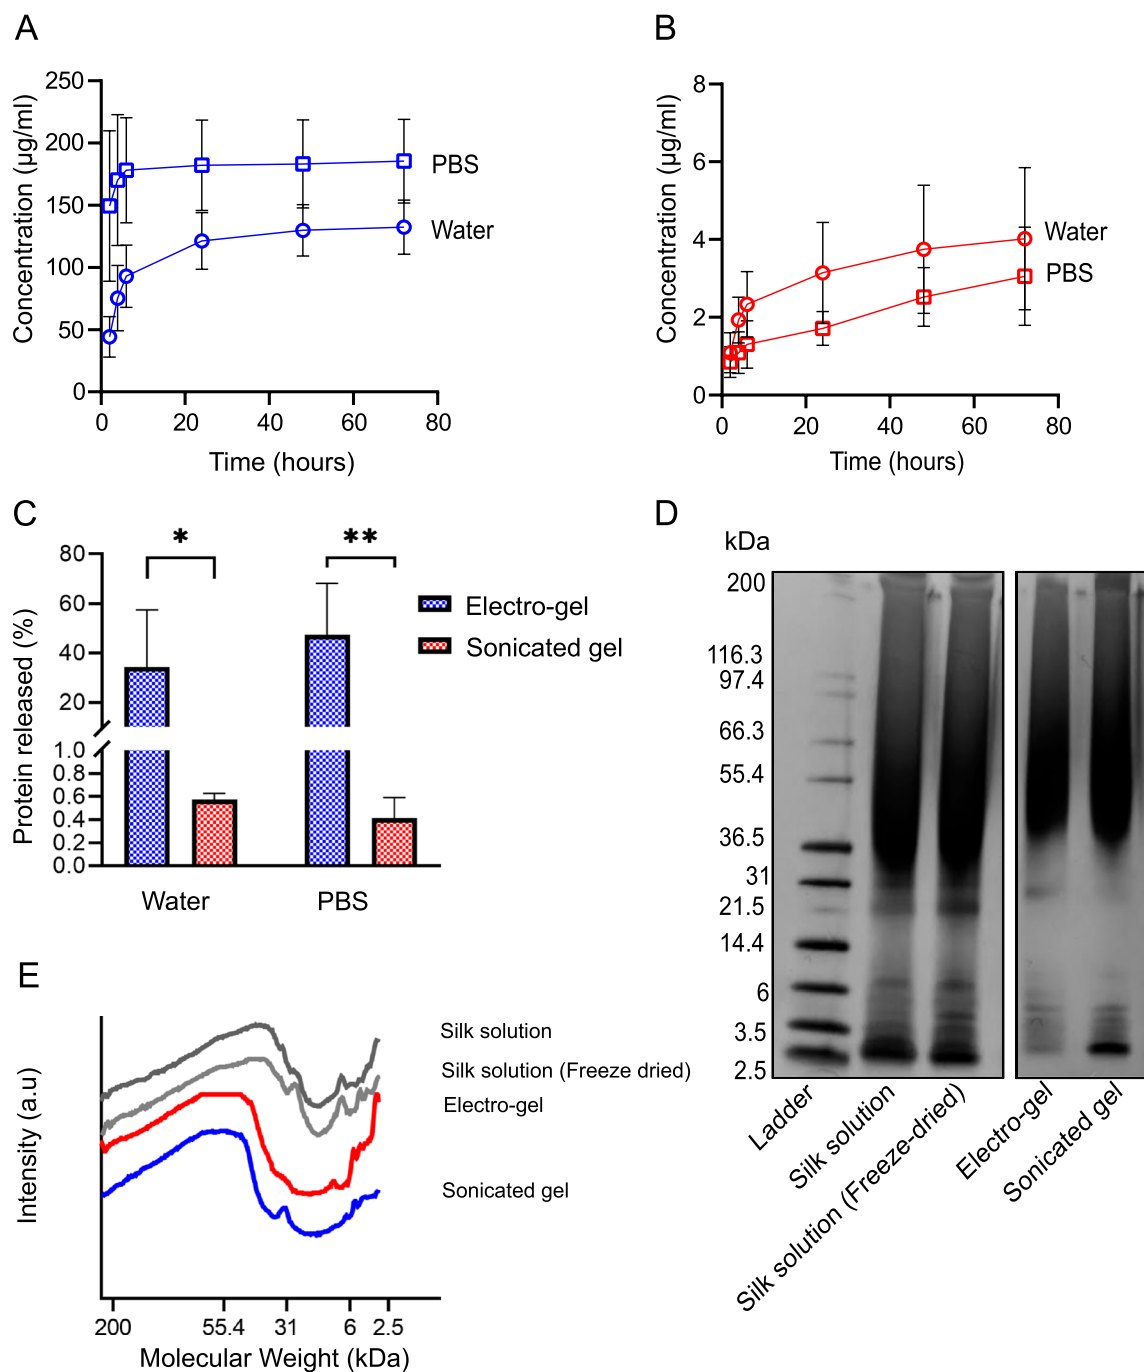 A
250
200
150
100
50
0
Concentration (µg/ml)
PBS
Water
0 20 40 60 80
Time (hours)
B
8
6
4
2
0
Concentration (µg/ml)
Water
PBS
0 20 40 60 80
Time (hours)
C
* **
80
60
40
20
1.0
0.8
0.6
0.4
0.2
0.0
Protein released (%)
Electro-gel
Sonicated gel
Water PBS
D
kDa
200
116.3
97.4
66.3
55.4
36.5
31
21.5
14.4
6
3.5
2.5
Ladder
Silk solution
Silk solution (Freeze-dried)
Electro-gel
Sonicated gel
E
Intensity (a.u)
Silk solution
Silk solution (Freeze dried)
Electro-gel
Sonicated gel
200 55.4 31 6 2.5
Molecular Weight (kDa)